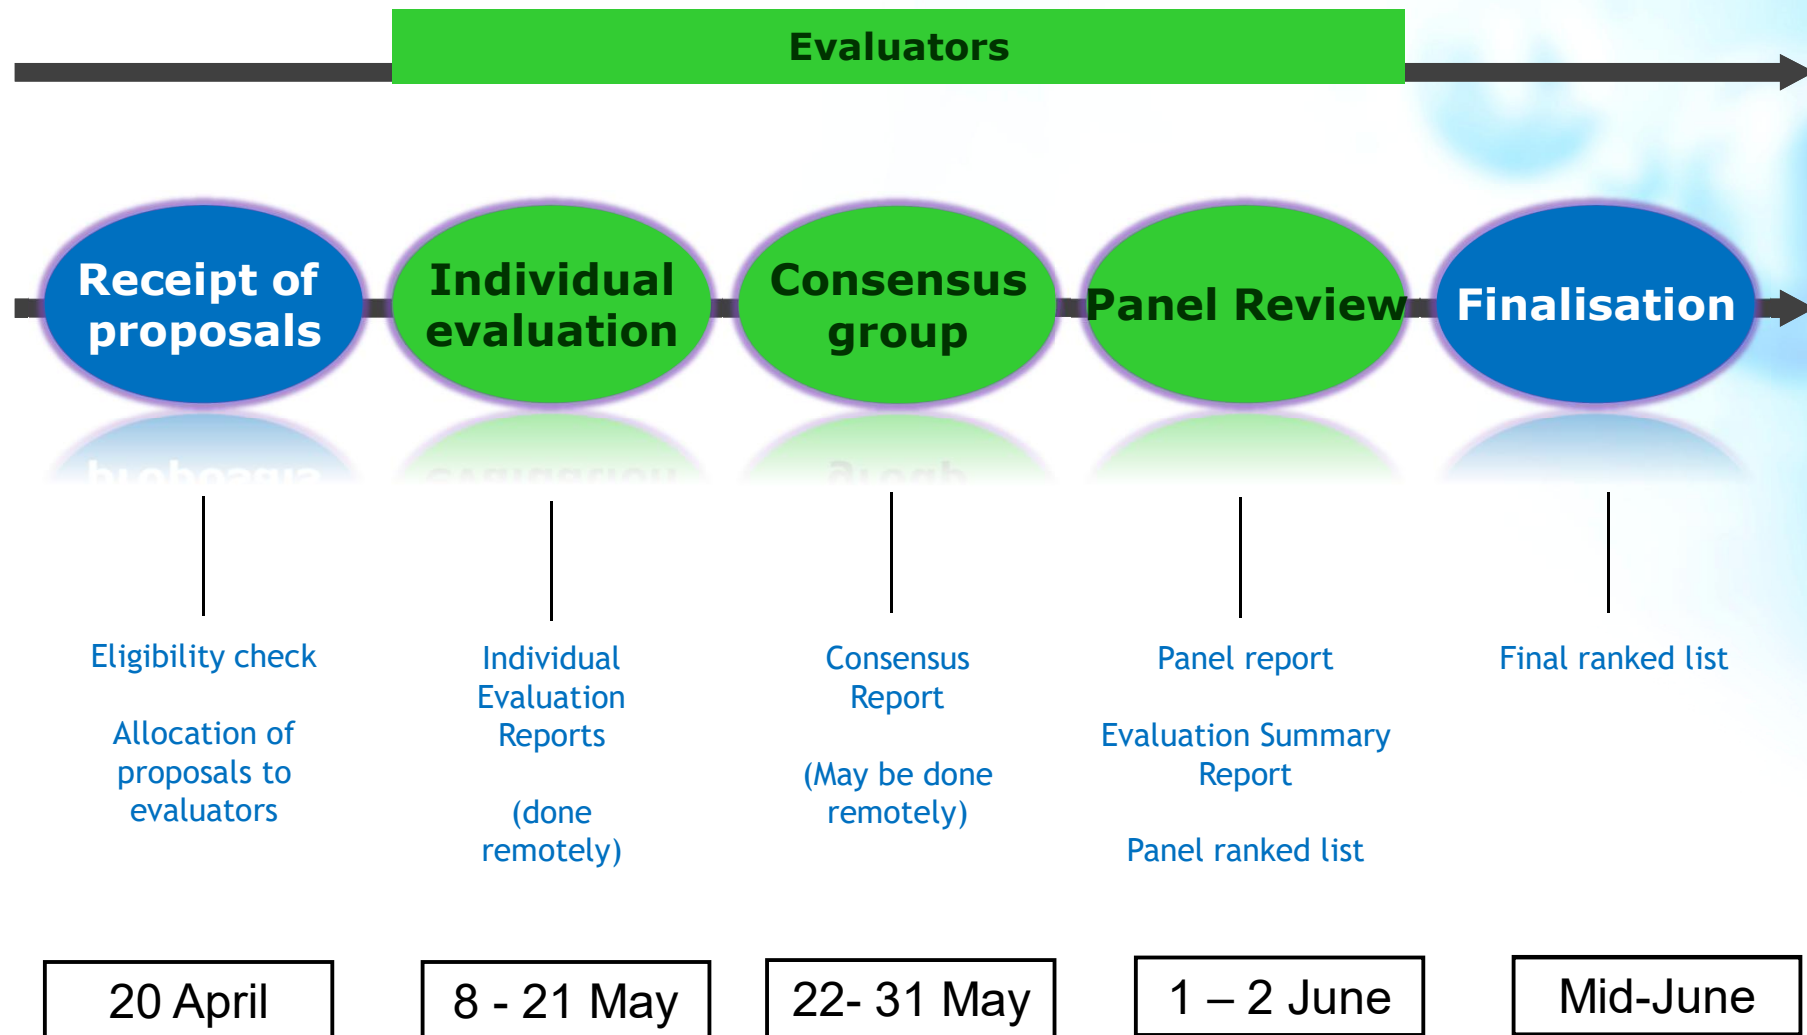 Evaluators
Receipt of
proposals
Individual
evaluation
Consensus
group
Panel Review
Finalisation
Eligibility check
Allocation of
proposals to
evaluators
Individual
Evaluation
Reports
(done
remotely)
Consensus
Report
(May be done
remotely)
Panel report
Evaluation Summary
Report
Panel ranked list
Final ranked list
20 April
8 - 21 May
22- 31 May
1 – 2 June
Mid-June